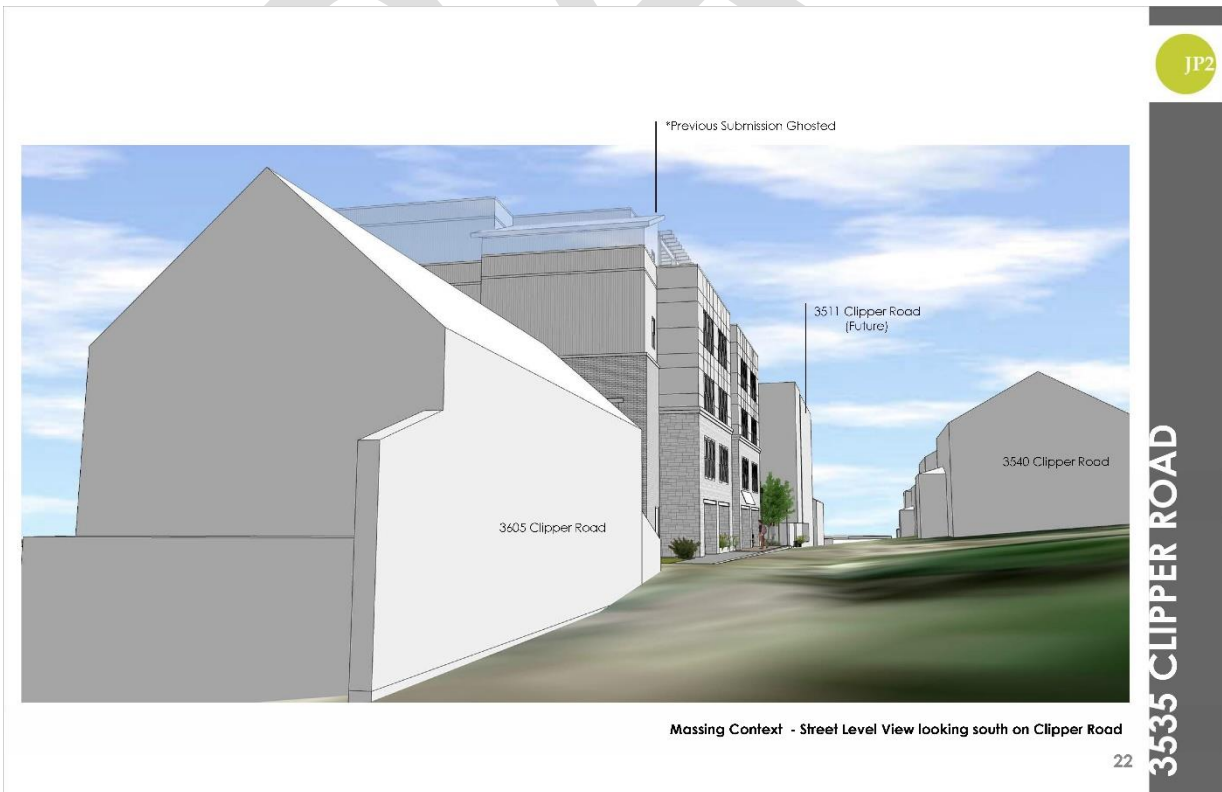 JP2
*Previous Submission Ghosted
3511 Clipper Road
(Future)
3540 Clipper Road
3605 Clipper Road
Massing Context - Street Level View looking south on Clipper Road
22
3535 CLIPPER ROAD